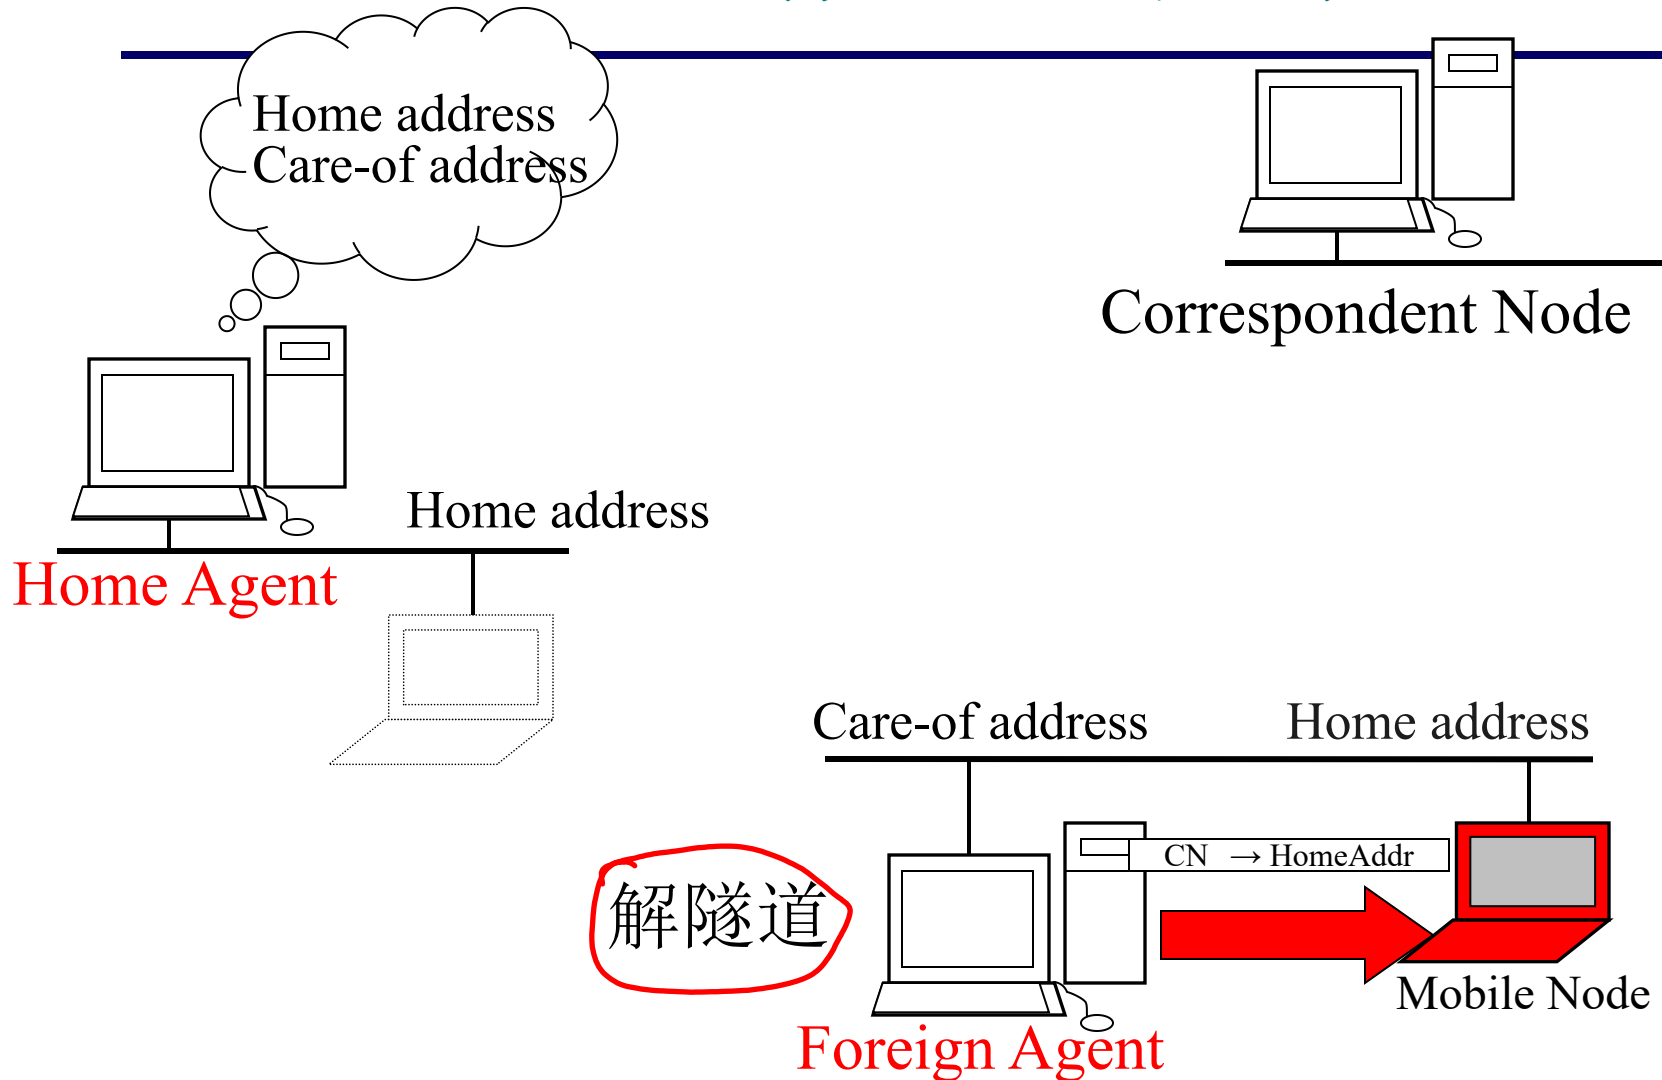 Home address
Care-of address
Correspondent Node
Home address
Home Agent
Care-of address
Home address
CN → HomeAddr
解隧道
Mobile Node
Foreign Agent